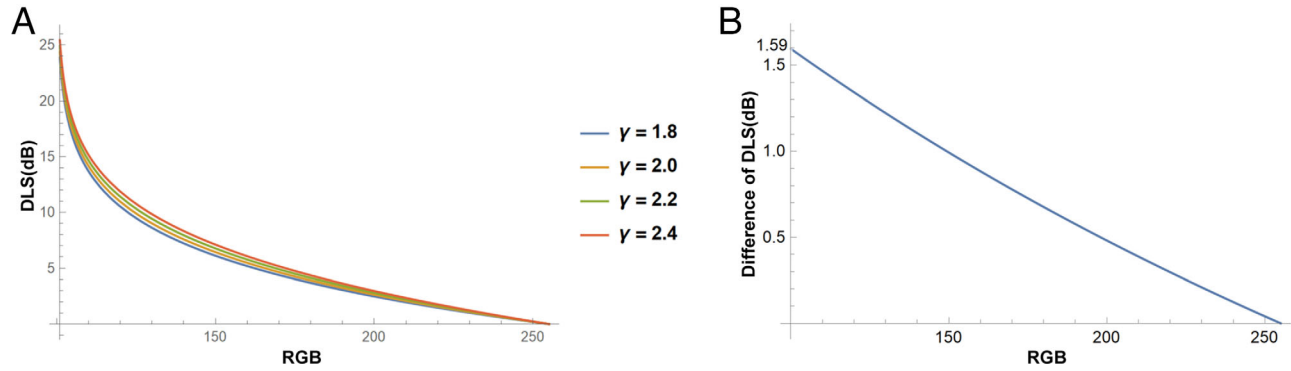 A
25
20
15
10
5
DLS(dB)
150
200
250
RGB
γ = 1.8
γ = 2.0
γ = 2.2
γ = 2.4
B
1.59
1.5
1.0
0.5
Difference of DLS(dB)
150
200
250
RGB